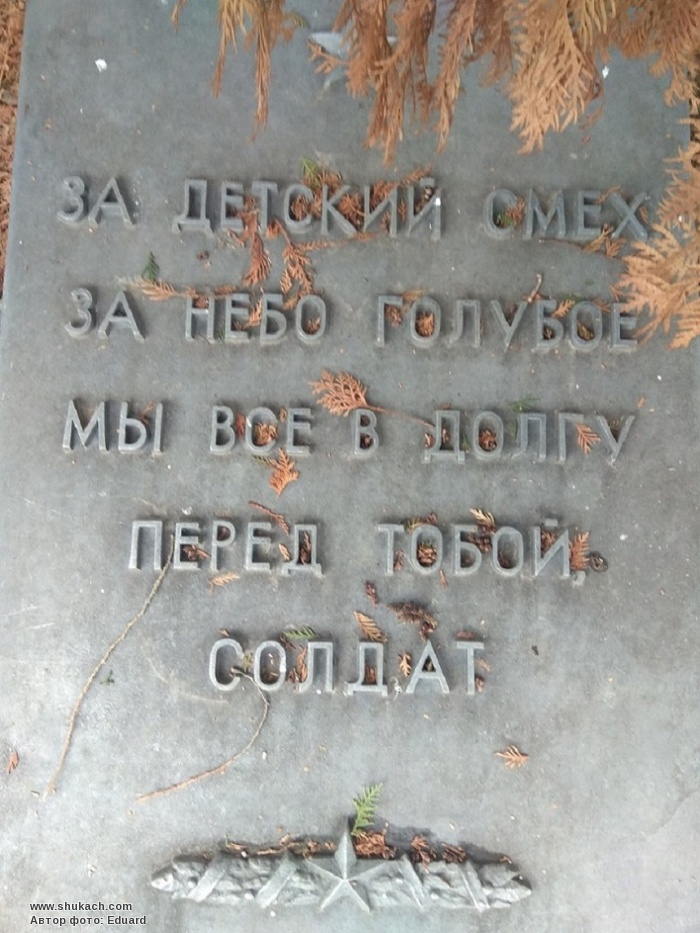 ЗА ДЕТСКИЙ СМЕХ
ЗА НЕБО ГОЛУБОЕ
МЫ ВСЕ В ДОЛГУ
ПЕРЕД ТОБОЙ,
СОЛДАТ
www.shukach.com
Автор фото: Eduard